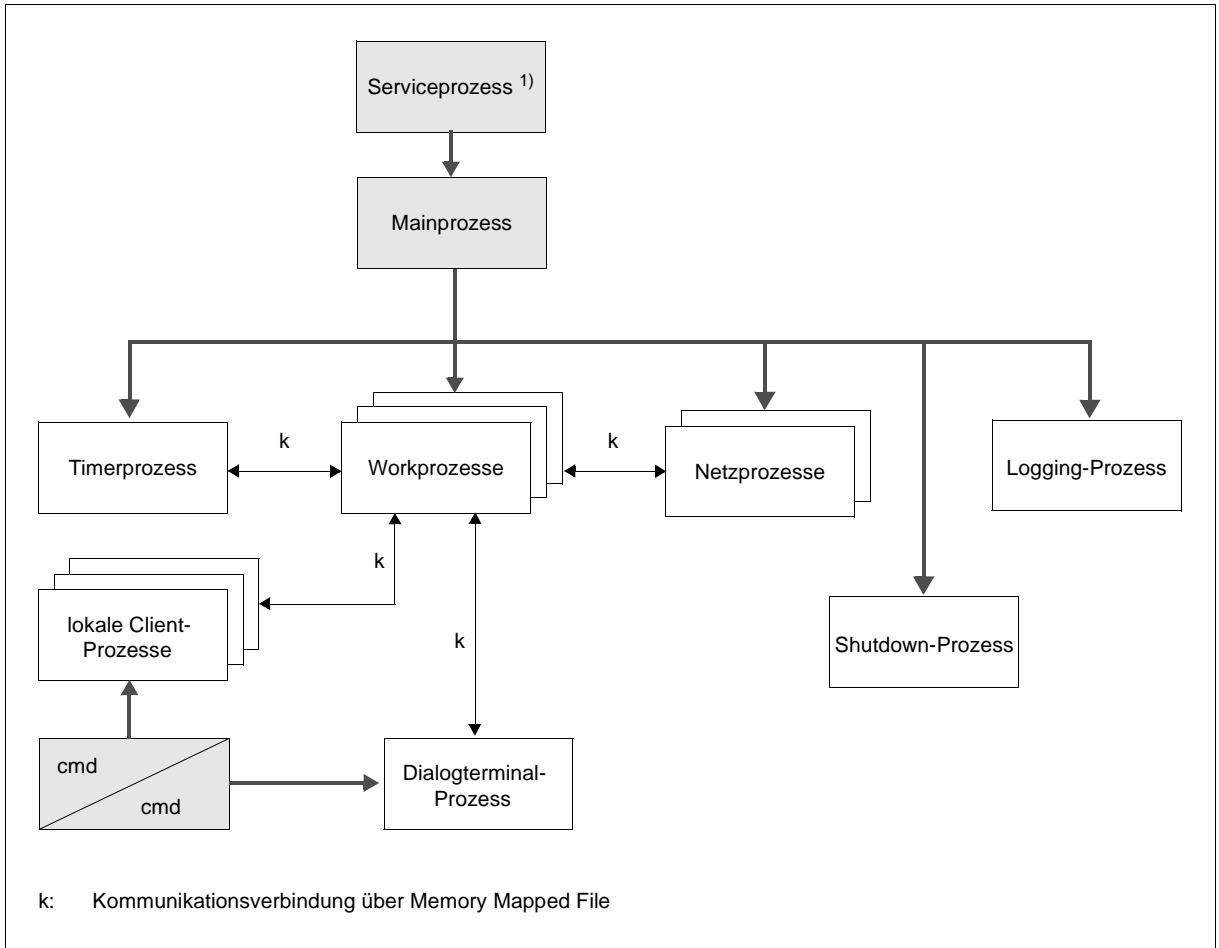 Serviceprozess 1)
Mainprozess
Timerprozess
k
Workprozesse
k
Netzprozesse
Logging-Prozess
k
lokale Client-
Prozesse
k
Shutdown-Prozess
cmd
cmd
Dialogterminal-
Prozess
k: Kommunikationsverbindung über Memory Mapped File